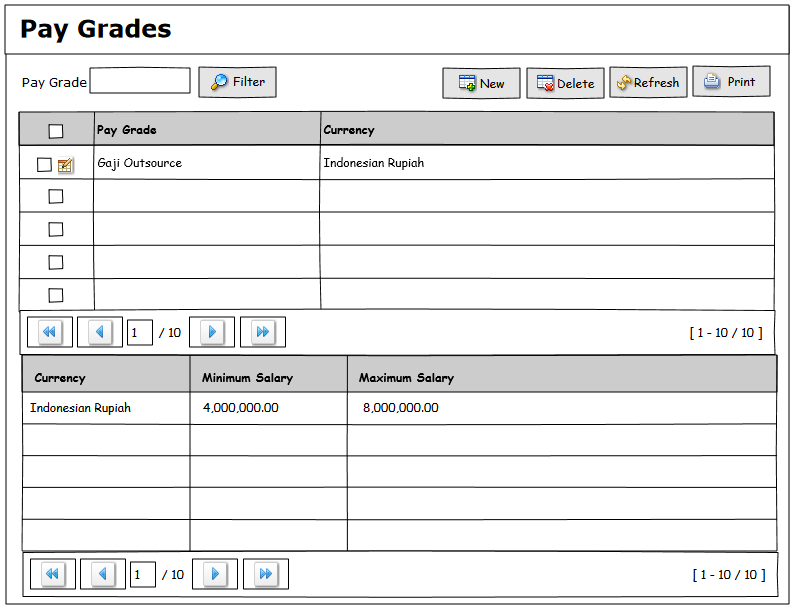 Pay Grades
Pay Grade Filter New Delete Refresh Print
Pay Grade Currency
Gaji Outsource Indonesian Rupiah
1 / 10 [ 1 - 10 / 10 ]
Currency Minimum Salary Maximum Salary
Indonesian Rupiah 4,000,000.00 8,000,000.00
1 / 10 [ 1 - 10 / 10 ]